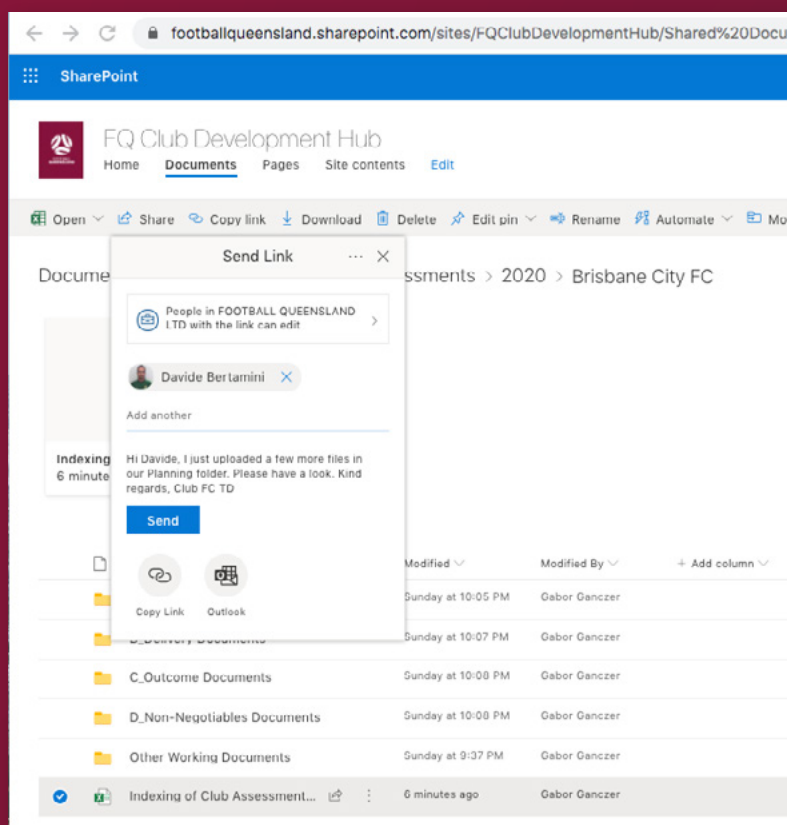 footballqueensland.sharepoint.com/sites/FQClubDevelopmentHub/Shared%20Docu
SharePoint
FQ Club Development Hub
Home Documents Pages Site contents Edit
Open Share Copy link Download Delete Edit pin Rename Automate Mo
Send Link
Docume
ssments > 2020 > Brisbane City FC
People in FOOTBALL QUEENSLAND
LTD with the link can edit
Davide Bertamini
Add another
Indexing
6 minute
Hi Davide, I just uploaded a few more files in
our Planning folder. Please have a look. Kind
regards, Club FC TD
Send
Copy Link Outlook
Modified Modified By + Add column
Sunday at 10:05 PM Gabor Ganczer
D_Delivery Documents Sunday at 10:07 PM Gabor Ganczer
C_Outcome Documents Sunday at 10:08 PM Gabor Ganczer
D_Non-Negotiables Documents Sunday at 10:08 PM Gabor Ganczer
Other Working Documents Sunday at 9:37 PM Gabor Ganczer
Indexing of Club Assessment... 6 minutes ago Gabor Ganczer